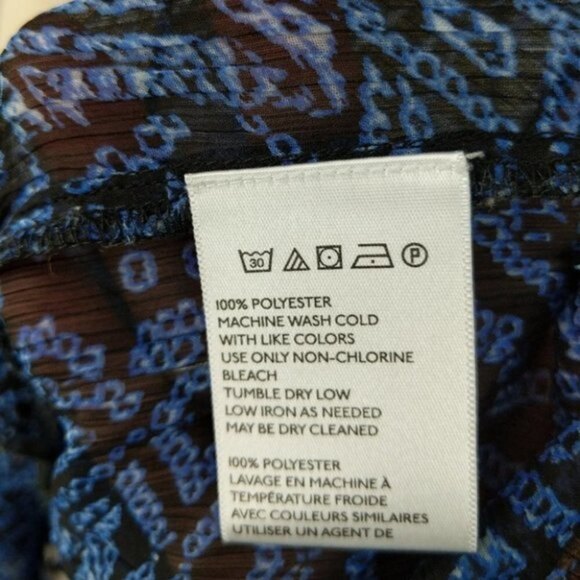 30 P
100% POLYESTER
MACHINE WASH COLD
WITH LIKE COLORS
USE ONLY NON-CHLORINE
BLEACH
TUMBLE DRY LOW
LOW IRON AS NEEDED
MAY BE DRY CLEANED
100% POLYESTER
LAVAGE EN MACHINE À
TEMPÉRATURE FROIDE
AVEC COULEURS SIMILAIRES
UTILISER UN AGENT DE